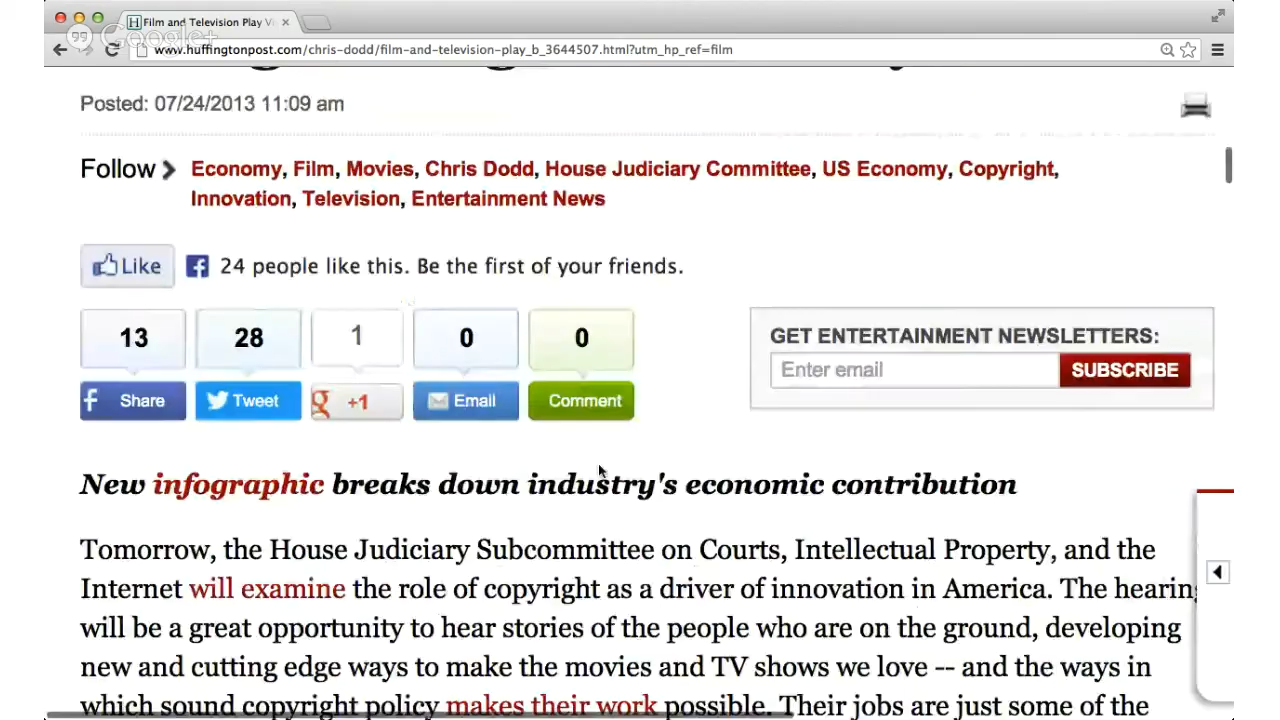 Film and Television Play V
Google+
www.huffingtonpost.com/chris-dodd/film-and-television-play_b_3644507.html?utm_hp_ref=film
Posted: 07/24/2013 11:09 am
Follow Economy, Film, Movies, Chris Dodd, House Judiciary Committee, US Economy, Copyright,
Innovation, Television, Entertainment News
Like 24 people like this. Be the first of your friends.
13 28 1 0 0
Share Tweet +1 Email Comment
GET ENTERTAINMENT NEWSLETTERS:
Enter email SUBSCRIBE
New infographic breaks down industry's economic contribution
Tomorrow, the House Judiciary Subcommittee on Courts, Intellectual Property, and the
Internet will examine the role of copyright as a driver of innovation in America. The hearing
will be a great opportunity to hear stories of the people who are on the ground, developing
new and cutting edge ways to make the movies and TV shows we love -- and the ways in
which sound copyright policy makes their work possible. Their jobs are just some of the